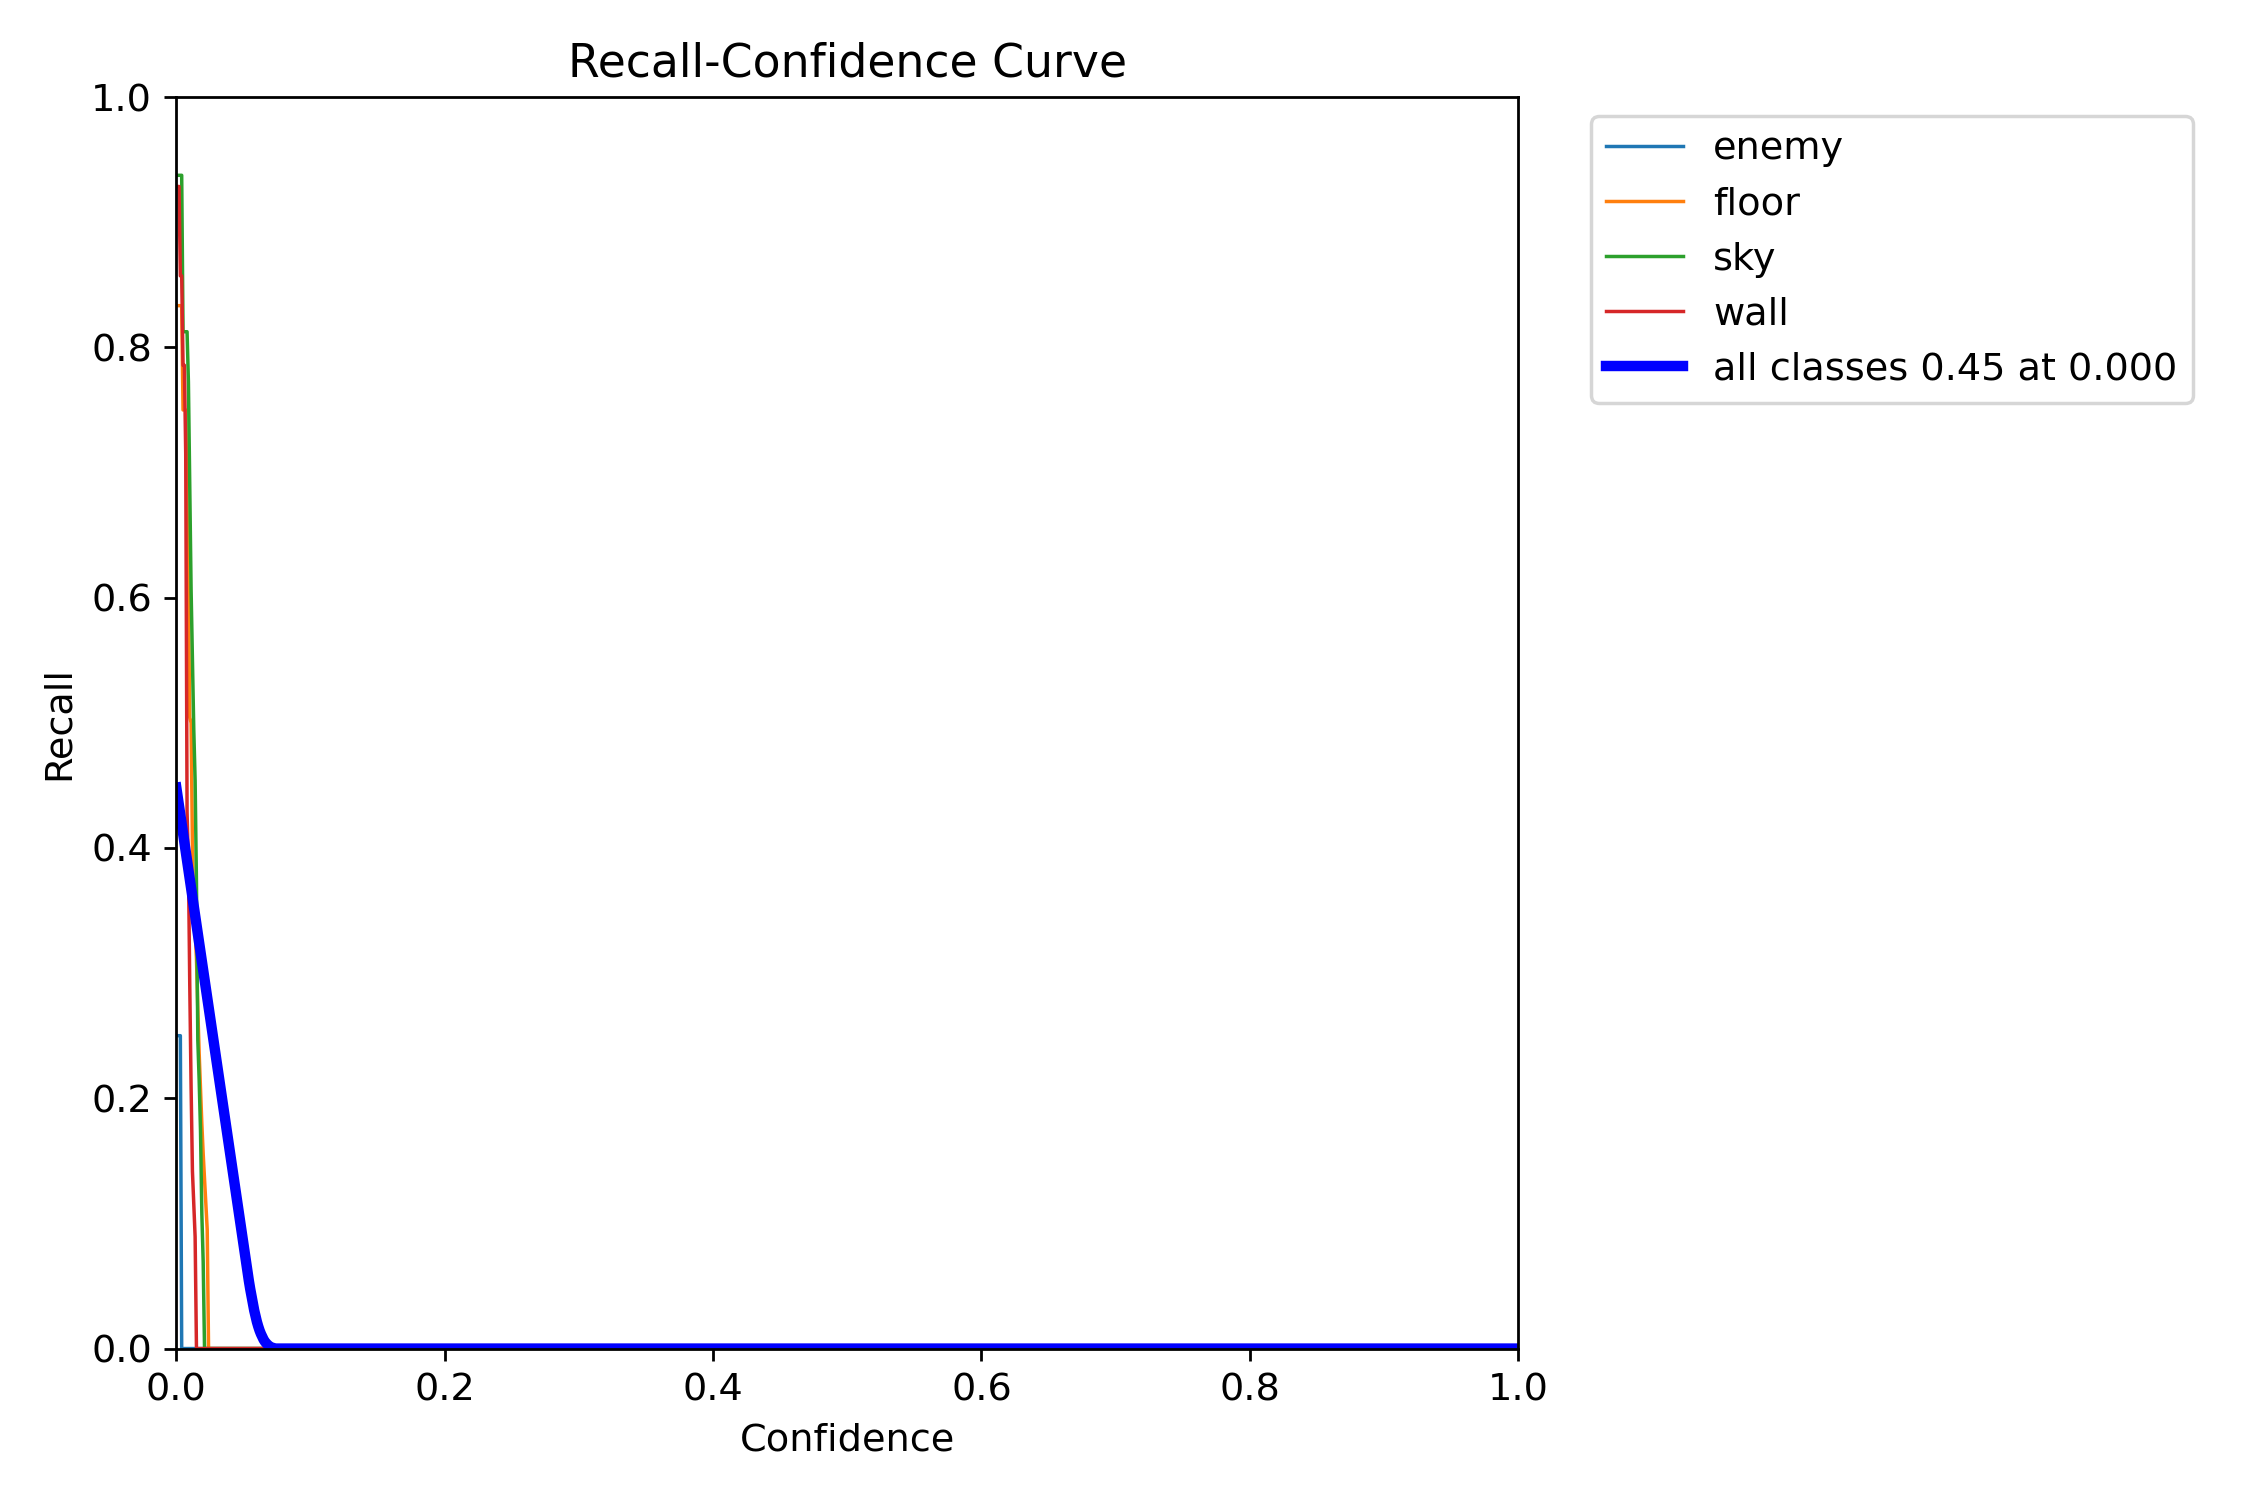 Recall-Confidence Curve
1.0
0.8
0.6
0.4
0.2
0.0
Recall
0.0 0.2 0.4 0.6 0.8 1.0
Confidence
enemy
floor
sky
wall
all classes 0.45 at 0.000